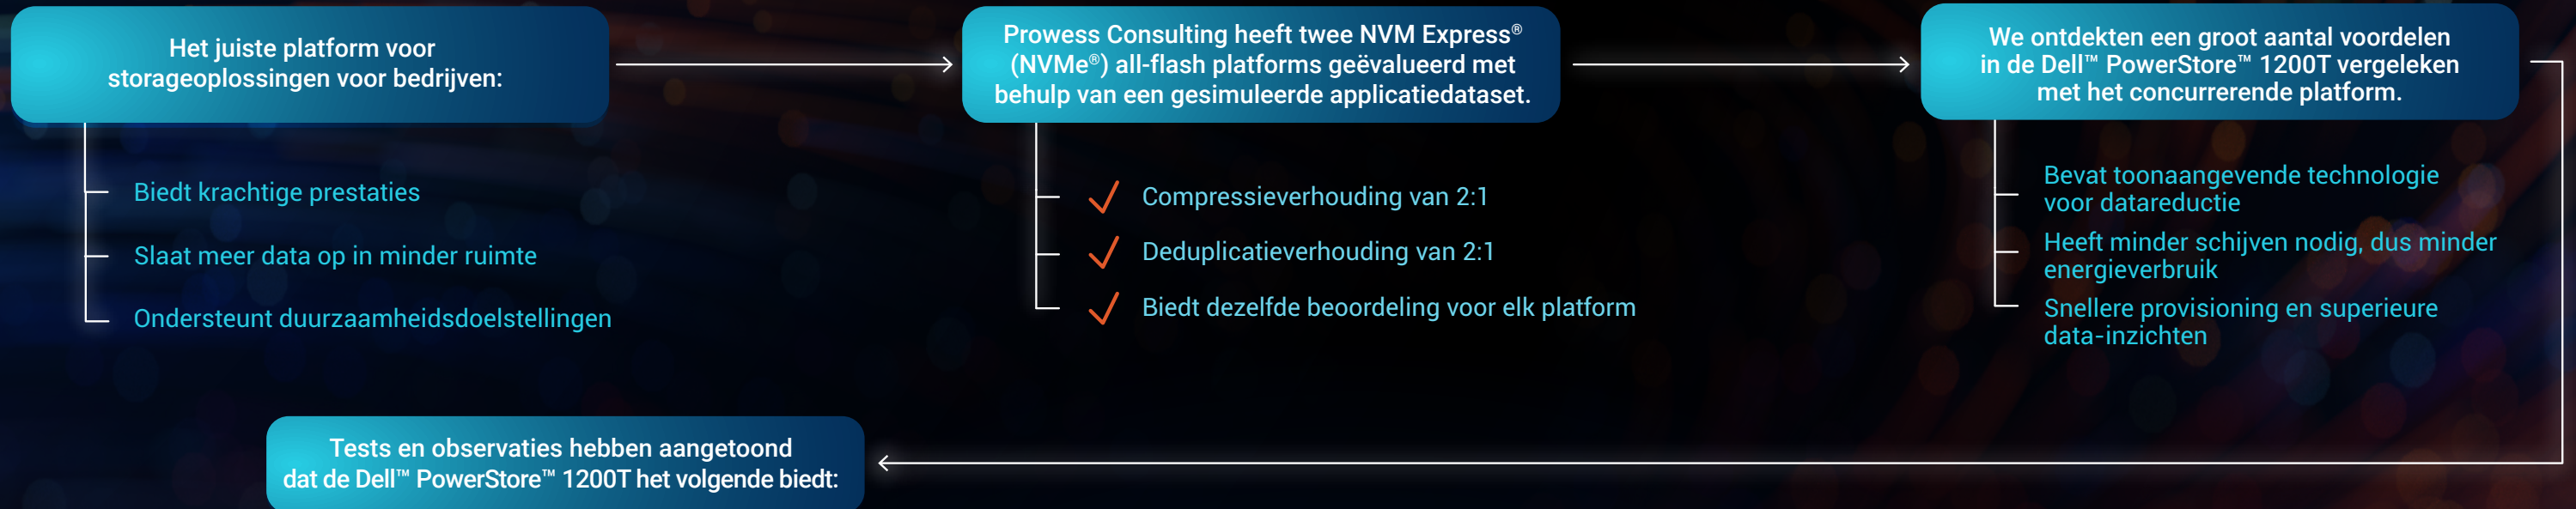 Het juiste platform voor
storageoplossingen voor bedrijven:
Biedt krachtige prestaties
Slaat meer data op in minder ruimte
Ondersteunt duurzaamheidsdoelstellingen
Prowess Consulting heeft twee NVM Express®
(NVMe®) all-flash platforms geëvalueerd met
behulp van een gesimuleerde applicatiedataset.
Compressieverhouding van 2:1
Deduplicatieverhouding van 2:1
Biedt dezelfde beoordeling voor elk platform
We ontdekten een groot aantal voordelen
in de Dell™ PowerStore™ 1200T vergeleken
met het concurrerende platform.
Bevat toonaangevende technologie
voor datareductie
Heeft minder schijven nodig, dus minder
energieverbruik
Snellere provisioning en superieure
data-inzichten
Tests en observaties hebben aangetoond
dat de Dell™ PowerStore™ 1200T het volgende biedt: